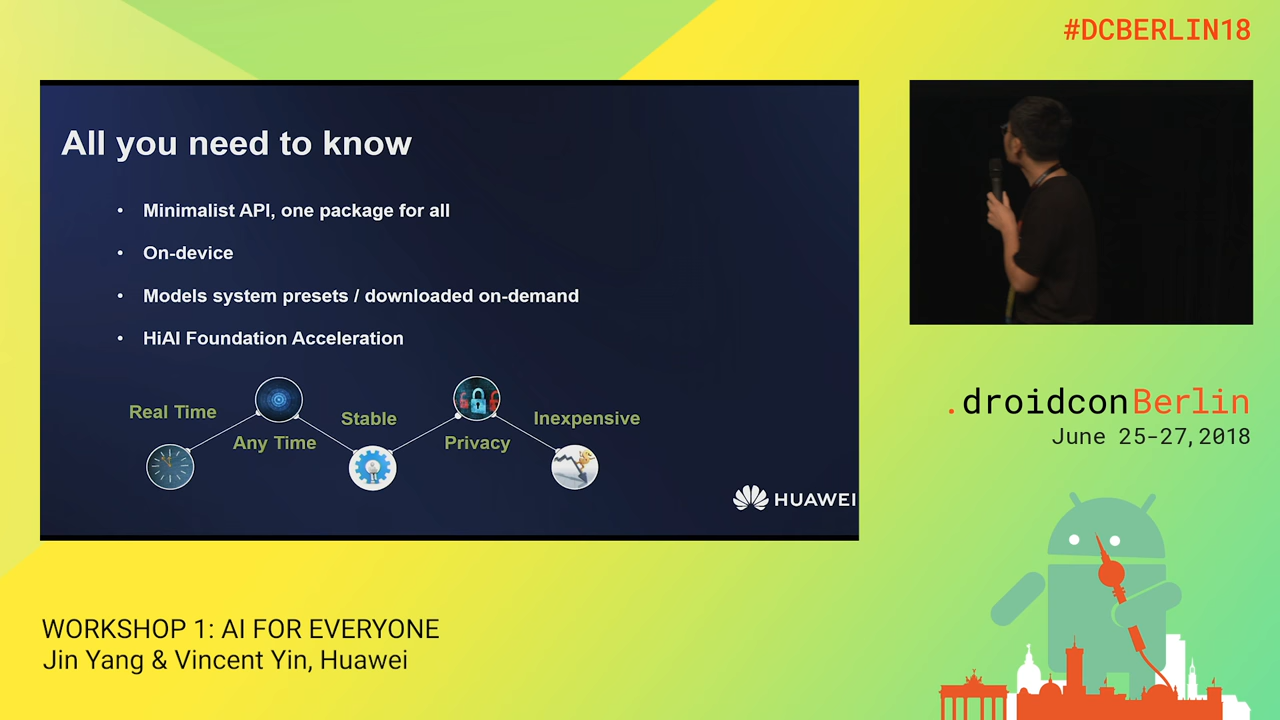 #DCBERLIN18
All you need to know
• Minimalist API, one package for all
• On-device
• Models system presets / downloaded on-demand
• HiAI Foundation Acceleration
Real Time
Any Time
Stable
Privacy
Inexpensive
HUAWEI
.droidconBerlin
June 25-27, 2018
WORKSHOP 1: AI FOR EVERYONE
Jin Yang & Vincent Yin, Huawei